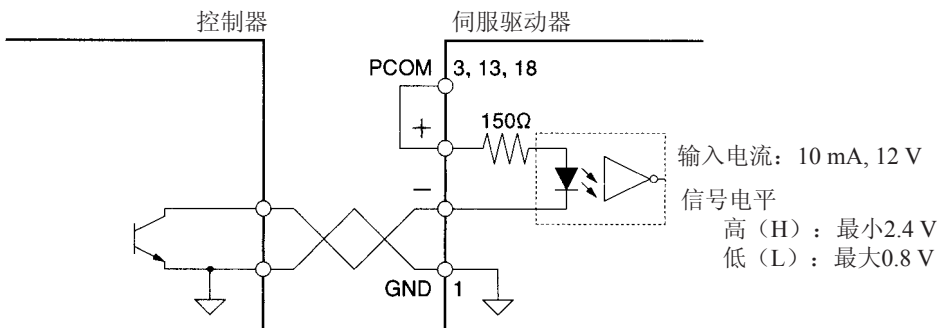 控制器
伺服驱动器
PCOM 3, 13, 18
150Ω
+
−
输入电流：10 mA, 12 V
信号电平
高（H）：最小2.4 V
低（L）：最大0.8 V
GND 1